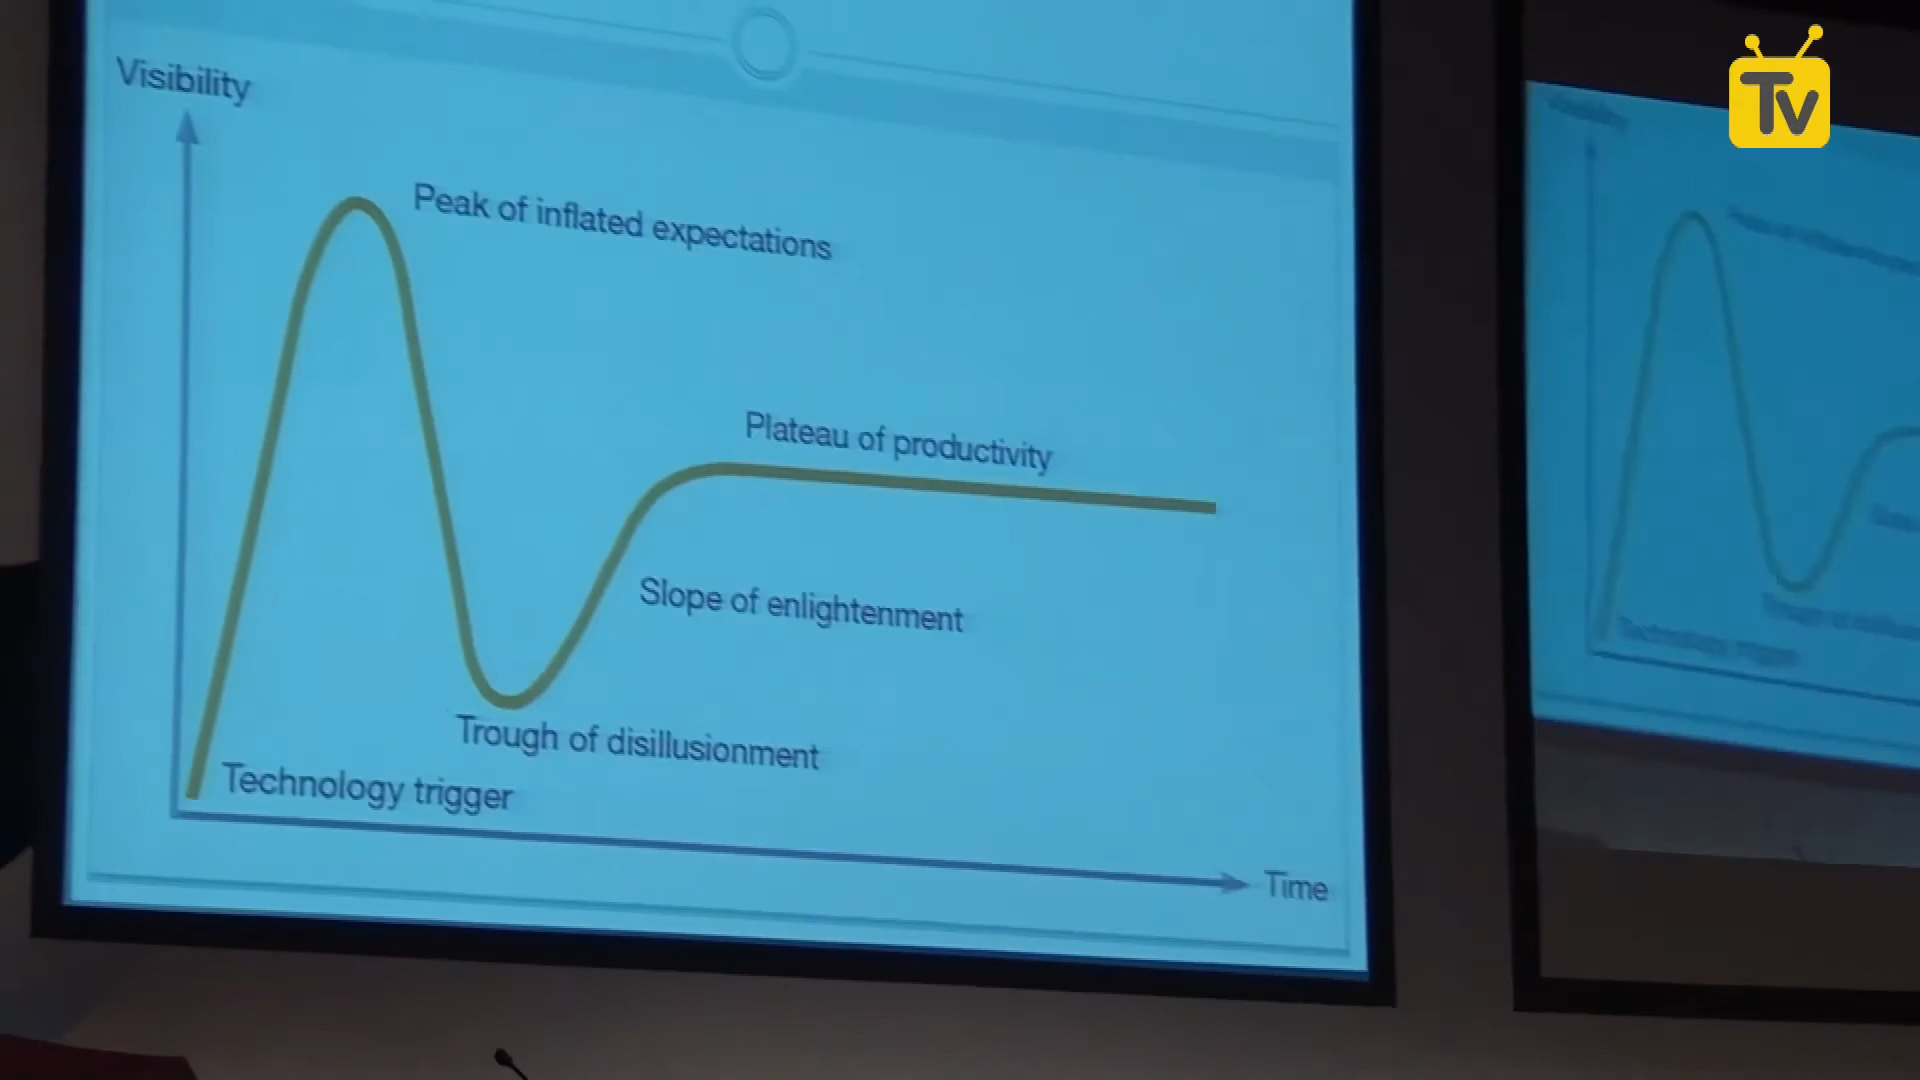 Visibility
Tv
Peak of inflated expectations
Plateau of productivity
Slope of enlightenment
Trough of disillusionment
Technology trigger
Time